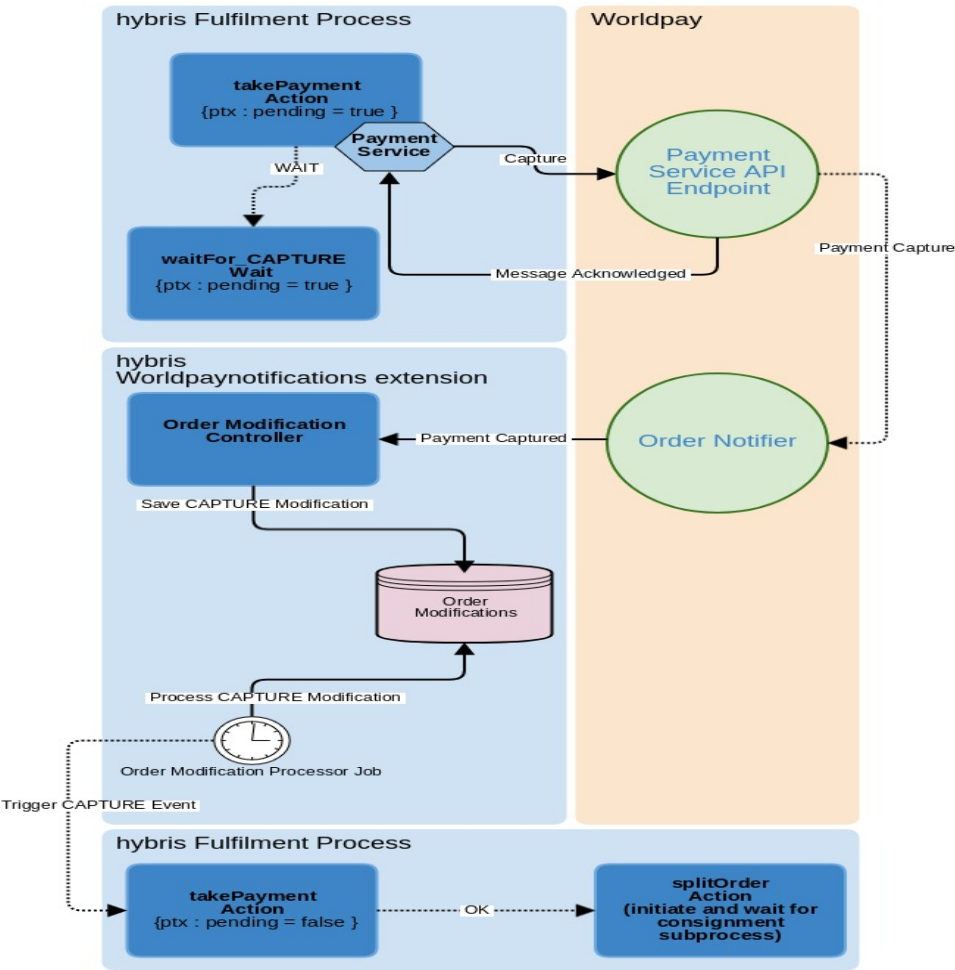 hybris Fulfilment Process
Worldpay
takePayment
Action
{ptx : pending = true }
Payment
Service
Capture
Payment
Service API
Endpoint
WAIT
Payment Capture
waitFor_CAPTURE
Wait
{ptx : pending = true }
Message Acknowledged
hybris
Worldpaynotifications extension
Order Modification
Controller
Payment Captured
Order Notifier
Save CAPTURE Modification
Order
Modifications
Process CAPTURE Modification
Order Modification Processor Job
Trigger CAPTURE Event
hybris Fulfilment Process
takePayment
Action
{ptx : pending = false }
OK
splitOrder
Action
(initiate and wait for
consignment
subprocess)